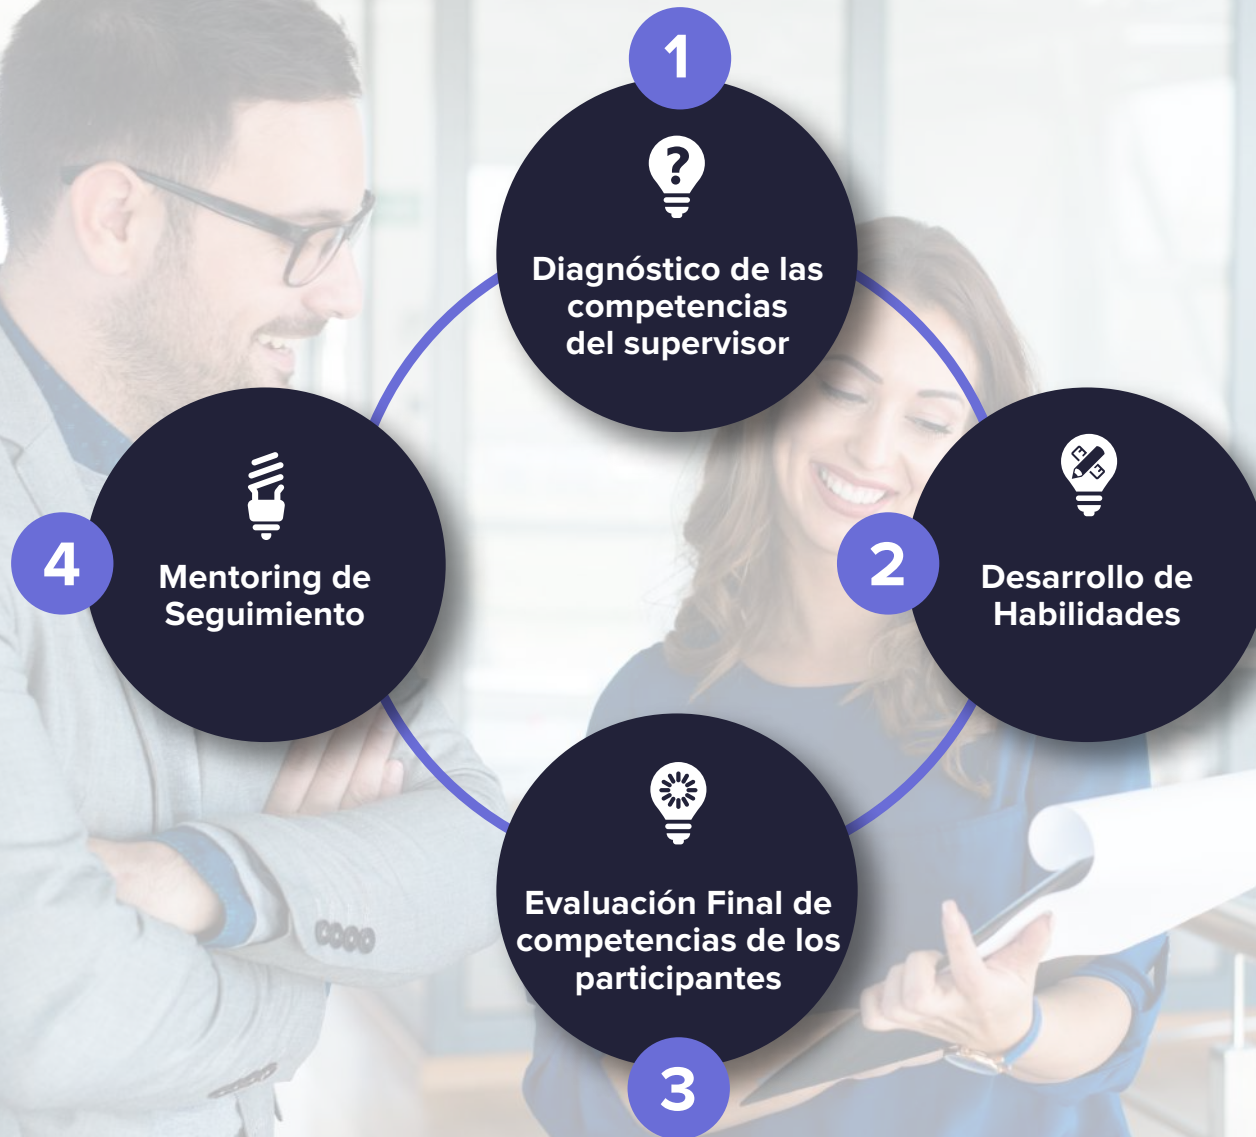 1
?
Diagnóstico de las
competencias
del supervisor
2
Desarrollo de
Habilidades
3
Evaluación Final de
competencias de los
participantes
4
Mentoring de
Seguimiento